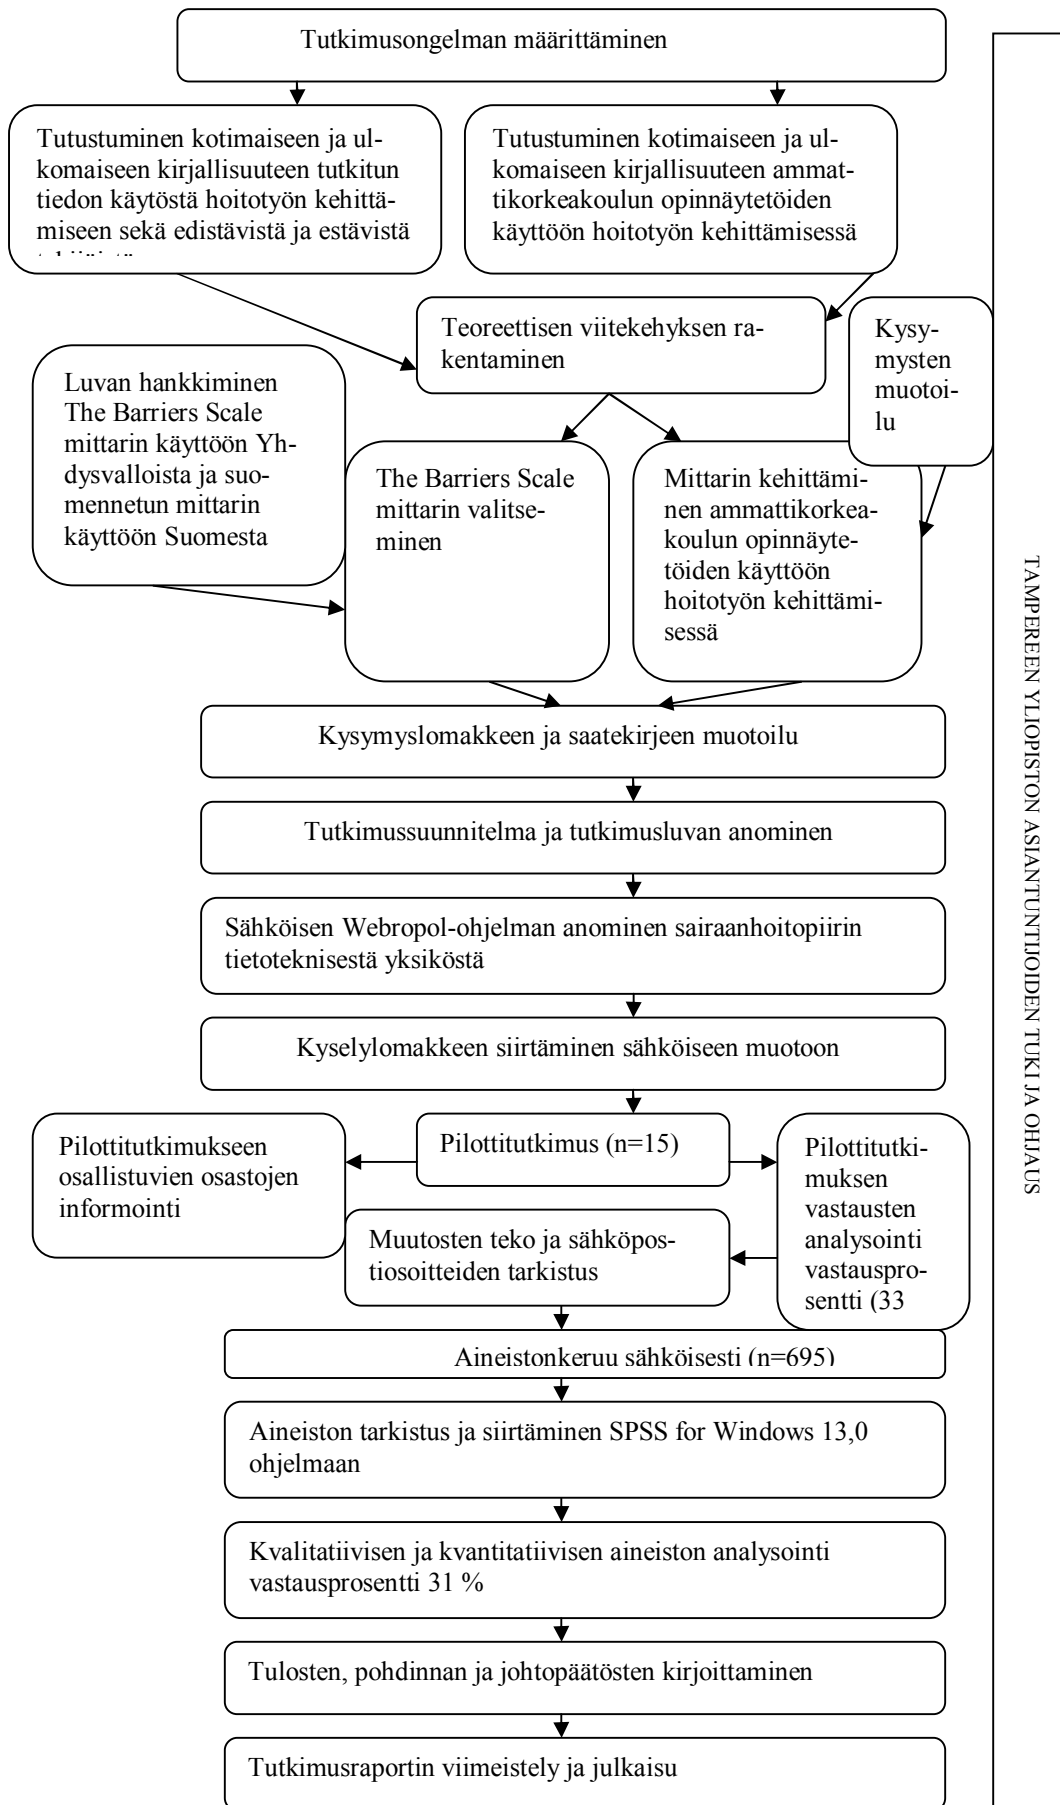 Tutkimusongelman määrittäminen
Tutustuminen kotimaiseen ja ul-
komaiseen kirjallisuuteen tutkitun
tiedon käytöstä hoitotyön kehittä-
miseen sekä edistävistä ja estävistä
Tutustuminen kotimaiseen ja ul-
komaiseen kirjallisuuteen ammat-
tikorkeakoulun opinnäytetöiden
käyttöön hoitotyön kehittämisessä
Teoreettisen viitekehyksen ra-
kentaminen
Kysy-
mysten
muotoi-
lu
Luvan hankkiminen
The Barriers Scale
mittarin käyttöön Yh-
dysvalloista ja suo-
mennetun mittarin
käyttöön Suomesta
The Barriers Scale
mittarin valitse-
minen
Mittarin kehittämi-
nen ammattikorkea-
koulun opinnäyte-
töiden käyttöön
hoitotyön kehittämi-
sessä
Kysymyslomakkeen ja saatekirjeen muotoilu
Tutkimussuunnitelma ja tutkimusluvan anominen
Sähköisen Webropol-ohjelman anominen sairaanhoitopiirin
tietoteknisestä yksiköstä
Kyselylomakkeen siirtäminen sähköiseen muotoon
Pilottitutkimukseen
osallistuvien osastojen
informointi
Pilottitutkimus (n=15)
Pilottitutki-
muksen
vastausten
analysointi
vastauspro-
sentti (33
Muutosten teko ja sähköpos-
tiosoitteiden tarkistus
Aineistonkeruu sähköisesti (n=695)
Aineiston tarkistus ja siirtäminen SPSS for Windows 13,0
ohjelmaan
Kvalitatiivisen ja kvantitatiivisen aineiston analysointi
vastausprosentti 31 %
Tulosten, pohdinnan ja johtopäätösten kirjoittaminen
Tutkimusraportin viimeistely ja julkaisu
TAMPEREEN YLIOPISTON ASIANTUNTIJOIDEN TUKI JA OHJAUS